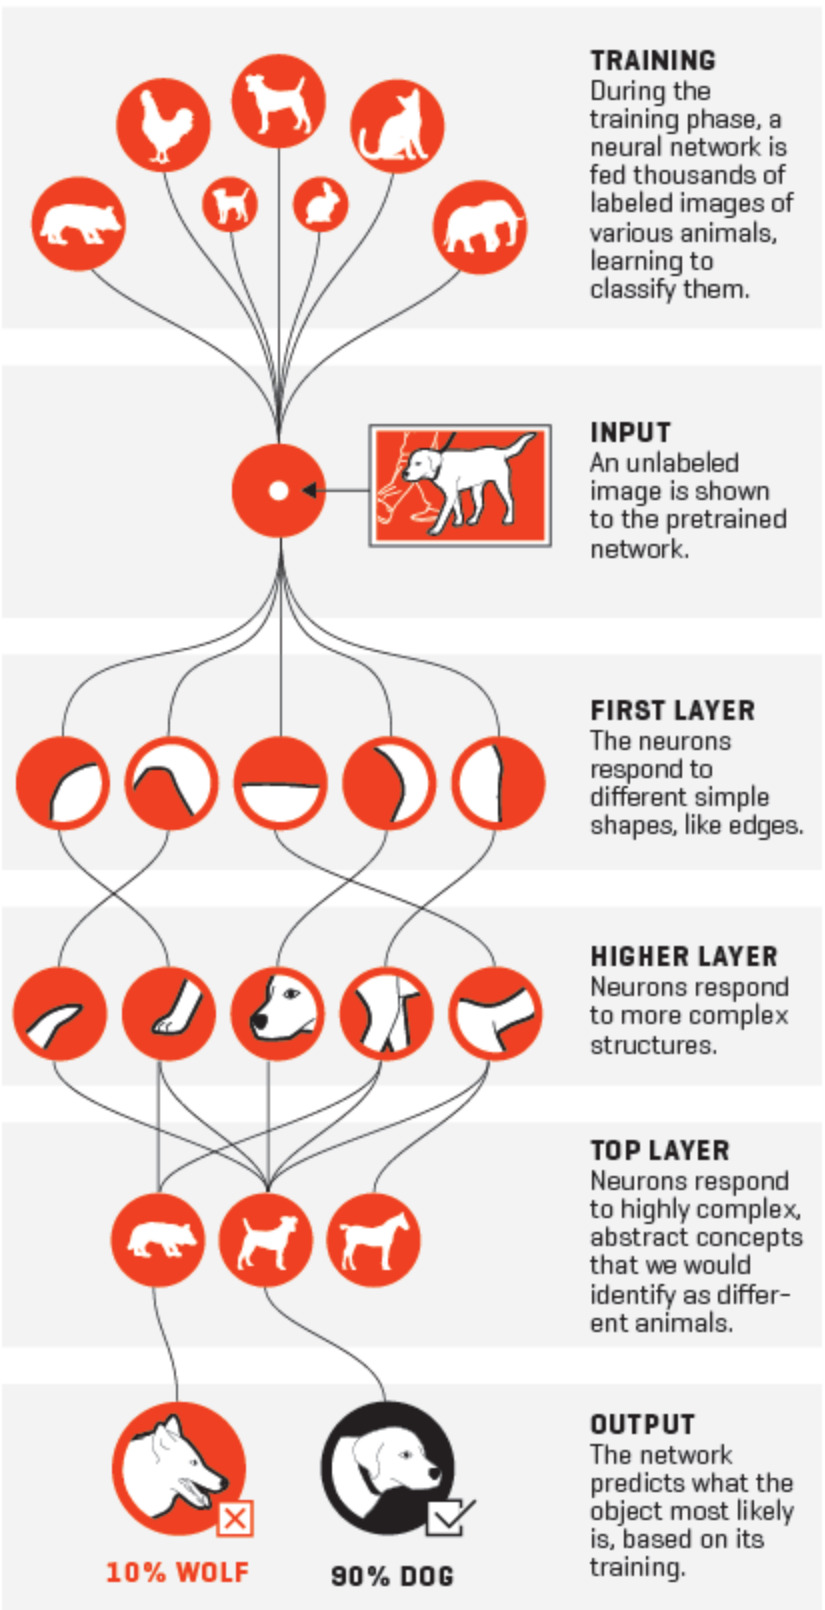 TRAINING
During the
training phase, a
neural network is
fed thousands of
labeled images of
various animals,
learning to
classify them.
INPUT
An unlabeled
image is shown
to the pretrained
network.
FIRST LAYER
The neurons
respond to
different simple
shapes, like edges.
HIGHER LAYER
Neurons respond
to more complex
structures.
TOP LAYER
Neurons respond
to highly complex,
abstract concepts
that we would
identify as differ-
ent animals.
OUTPUT
The network
predicts what the
object most likely
is, based on its
training.
10% WOLF
90% DOG